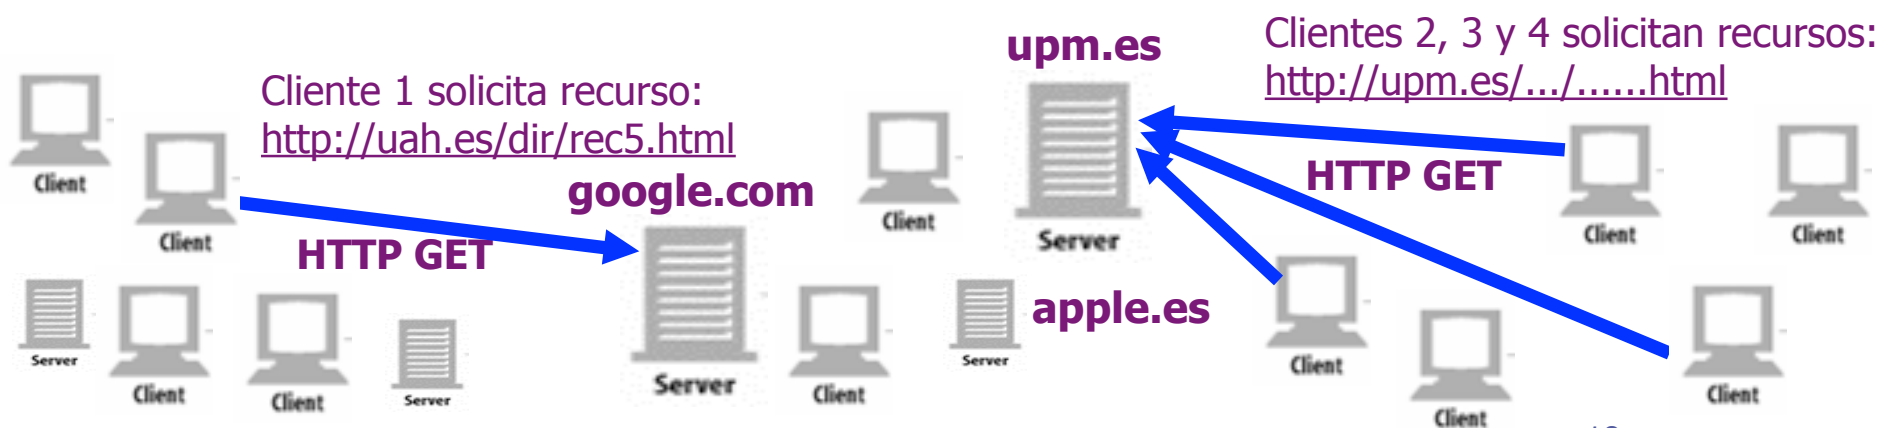 upm.es
Clientes 2, 3 y 4 solicitan recursos:
http://upm.es/.../......html
Cliente 1 solicita recurso:
http://uah.es/dir/rec5.html
google.com
HTTP GET
HTTP GET
apple.es
Client
Client
Client
Server
Client
Client
Server
Client
Client
Server
Server
Client
Server
Client
Client
Client